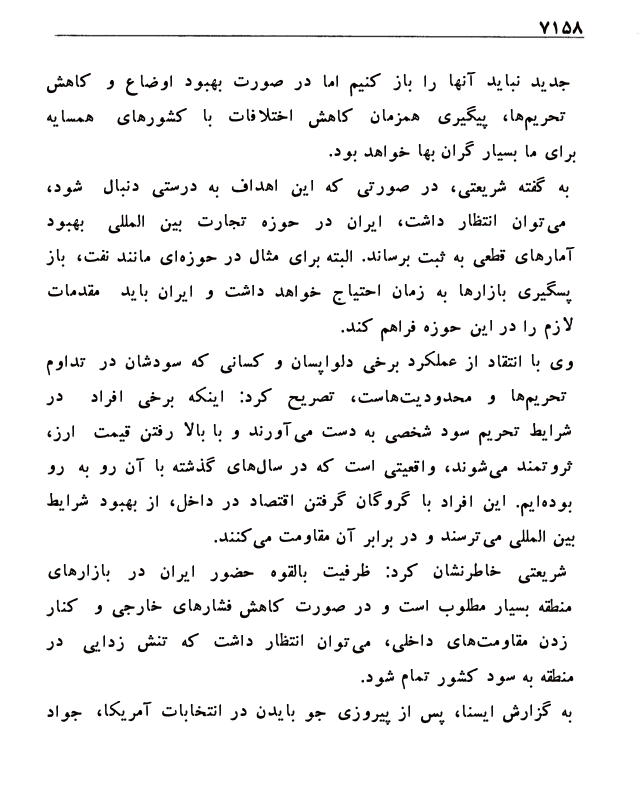 ۷۱۵۸
جدید نباید آنها را باز کنیم اما در صورت بهبود اوضاع و کاهش
تحریم‌ها، پیگیری همزمان کاهش اختلافات با کشورهای همسایه
برای ما بسیار گران بها خواهد بود.
به گفته شریعتی، در صورتی که این اهداف به درستی دنبال شود،
می‌توان انتظار داشت، ایران در حوزه تجارت بین المللی بهبود
آمارهای قطعی به ثبت برساند. البته برای مثال در حوزه‌ای مانند نفت، باز
پسگیری بازارها به زمان احتیاج خواهد داشت و ایران باید مقدمات
لازم را در این حوزه فراهم کند.
وی با انتقاد از عملکرد برخی دلواپسان و کسانی که سودشان در تداوم
تحریم‌ها و محدودیت‌هاست، تصریح کرد: اینکه برخی افراد در
شرایط تحریم سود شخصی به دست می‌آورند و با بالا رفتن قیمت ارز،
ثروتمند می‌شوند، واقعیتی است که در سال‌های گذشته با آن رو به رو
بوده‌ایم. این افراد با گروگان گرفتن اقتصاد در داخل، از بهبود شرایط
بین المللی می‌ترسند و در برابر آن مقاومت می‌کنند.
شریعتی خاطرنشان کرد: ظرفیت بالقوه حضور ایران در بازارهای
منطقه بسیار مطلوب است و در صورت کاهش فشارهای خارجی و کنار
زدن مقاومت‌های داخلی، می‌توان انتظار داشت که تنش زدایی در
منطقه به سود کشور تمام شود.
به گزارش ایسنا، پس از پیروزی جو بایدن در انتخابات آمریکا، جواد